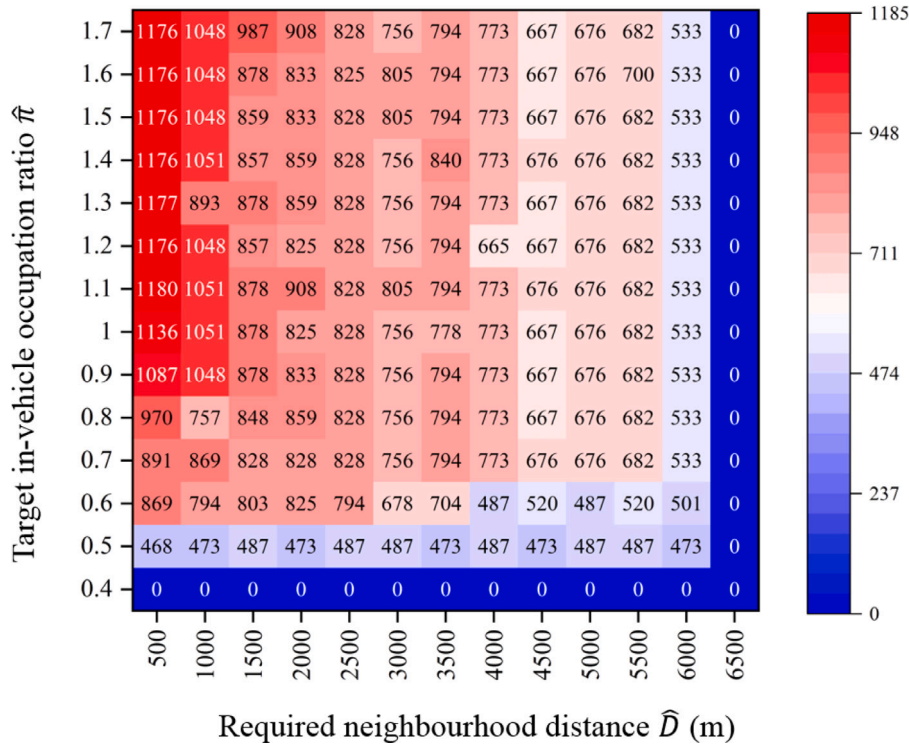 1.7 1176 1048 987 908 828 756 794 773 667 676 682 533 0
1.6 1176 1048 878 833 825 805 794 773 667 676 700 533 0
1.5 1176 1048 859 833 828 805 794 773 667 676 682 533 0
1.4 1176 1051 857 859 828 756 840 773 676 676 682 533 0
1.3 1177 893 878 859 828 756 794 773 667 676 682 533 0
1.2 1176 1048 857 825 828 756 794 665 667 676 682 533 0
1.1 1180 1051 878 908 828 805 794 773 676 676 682 533 0
1 1136 1051 878 825 828 756 778 773 667 676 682 533 0
0.9 1087 1048 878 833 828 756 794 773 667 676 682 533 0
0.8 970 757 848 859 828 756 794 773 667 676 682 533 0
0.7 891 869 828 828 828 756 794 773 676 676 682 533 0
0.6 869 794 803 825 794 678 704 487 520 487 520 501 0
0.5 468 473 487 473 487 487 473 487 473 487 487 473 0
0.4 0 0 0 0 0 0 0 0 0 0 0 0 0
500 1000 1500 2000 2500 3000 3500 4000 4500 5000 5500 6000 6500
Required neighbourhood distance D̂ (m)
Target in-vehicle occupation ratio π̂
1185
948
711
474
237
0